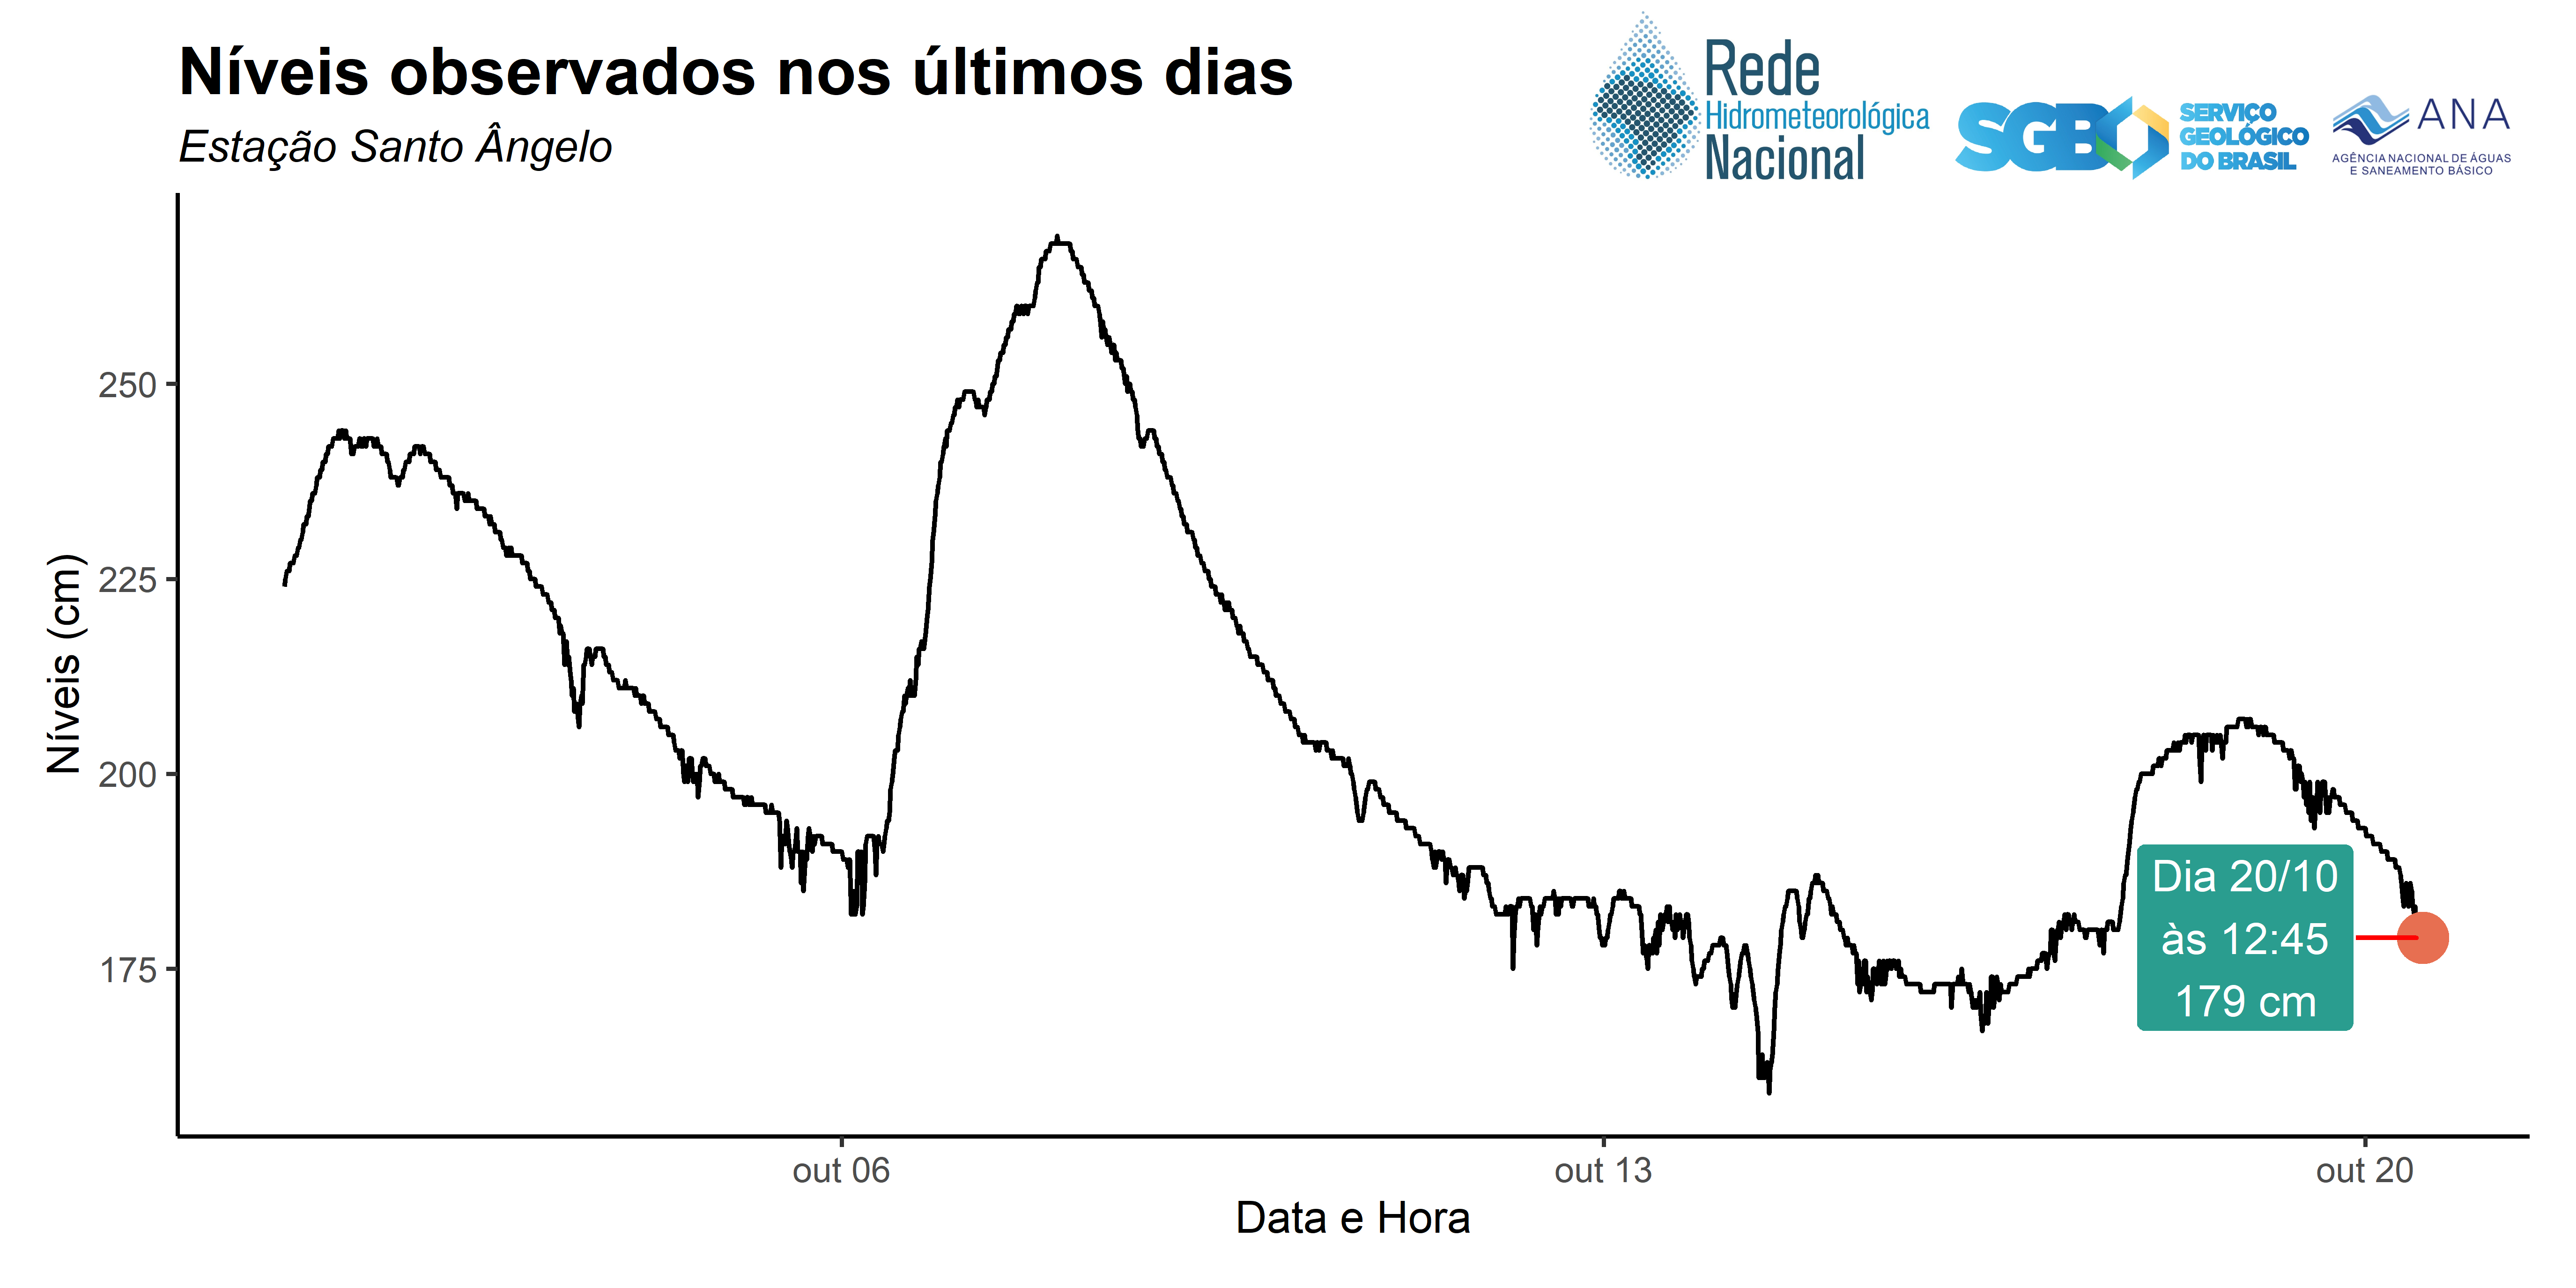 Níveis observados nos últimos dias
Estação Santo Ângelo
Rede
Hidrometeorológica
Nacional
SGB
SERVIÇO
GEOLÓGICO
DO BRASIL
ANA
AGÊNCIA NACIONAL DE ÁGUAS
E SANEAMENTO BÁSICO
Níveis (cm)
250
225
200
175
Dia 20/10
às 12:45
179 cm
out 06
out 13
out 20
Data e Hora